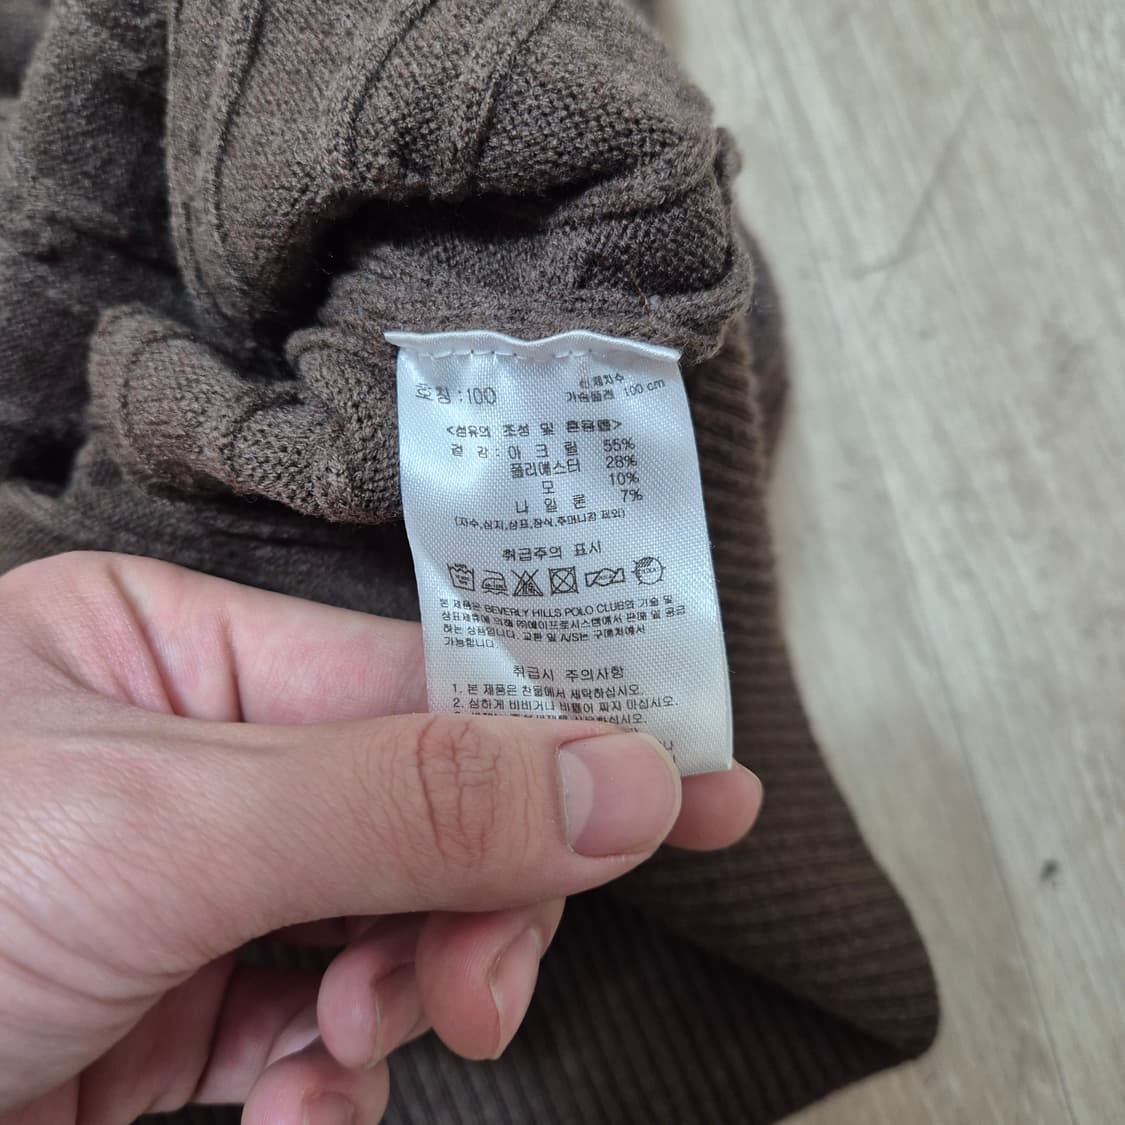 호칭 : 100
신체치수
가슴둘레 100 cm
<섬유의 조성 및 혼용률>
겉 감 : 아 크 릴 55%
폴리에스터 28%
모 10%
나 일 론 7%
(자수,심지,상표,장식,주머니감 제외)
취급주의 표시
본 제품은 BEVERLY HILLS POLO CLUB와 기술 및
상표제휴에 의해 ㈜에이프로시스템에서 판매 및 공급
하는 상품입니다. 교환 및 A/S는 구매처에서
가능합니다.
취급시 주의사항
1. 본 제품은 찬물에서 세탁하십시오.
2. 심하게 비비거나 비틀어 짜지 마십시오.